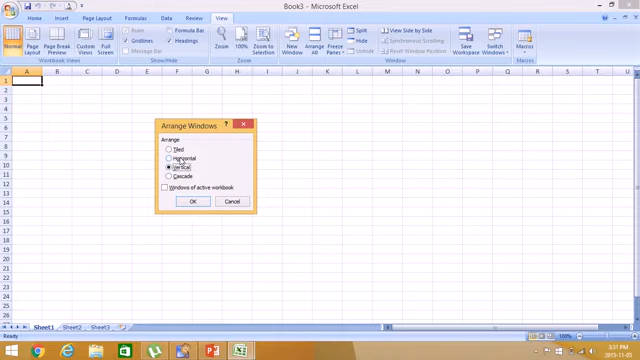 Book3 - Microsoft Excel
Home Insert Page Layout Formulas Data Review View
Normal Page Layout Page Break Preview Custom Views Full Screen
Ruler Formula Bar
Gridlines Headings
Message Bar
Zoom 100% Zoom to Selection
New Window Arrange All Freeze Panes
Split
Hide
Unhide
View Side by Side
Synchronous Scrolling
Reset Window Position
Save Workspace Switch Windows
Macros
Workbook Views Show/Hide Zoom Window Macros
A B C D E F G H I J K L M N O P Q R S T U
1
2
3
4
5
6
7
8
9
10
11
12
13
14
15
16
17
18
19
20
21
22
23
24
25
26
Arrange Windows ?
Arrange
Tiled
Horizontal
Vertical
Cascade
Windows of active workbook
OK Cancel
Sheet1 Sheet2 Sheet3
Ready 100%
3:31 PM
2015-11-05